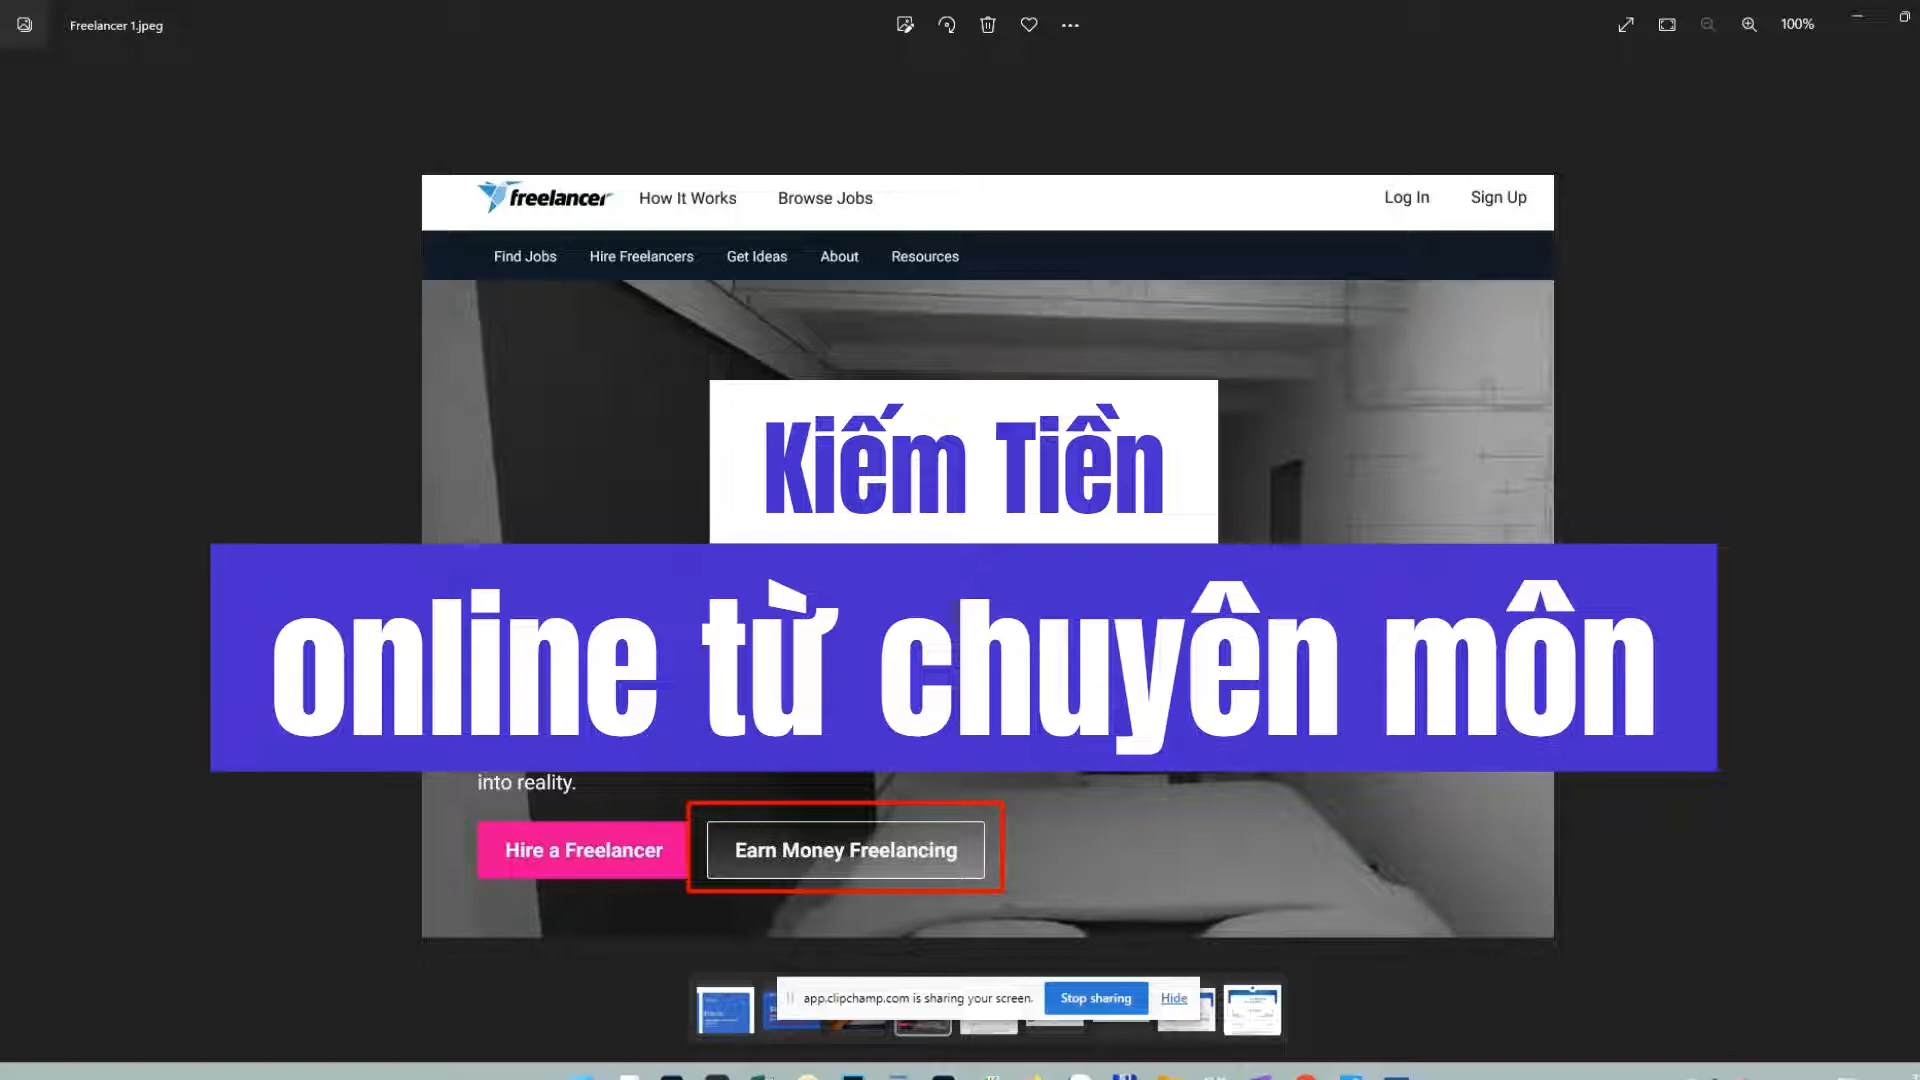 Freelancer 1.jpeg
100%
freelancer How It Works Browse Jobs Log In Sign Up
Find Jobs Hire Freelancers Get Ideas About Resources
Kiếm Tiền
online từ chuyên môn
into reality.
Hire a Freelancer Earn Money Freelancing
app.clipchamp.com is sharing your screen. Stop sharing Hide